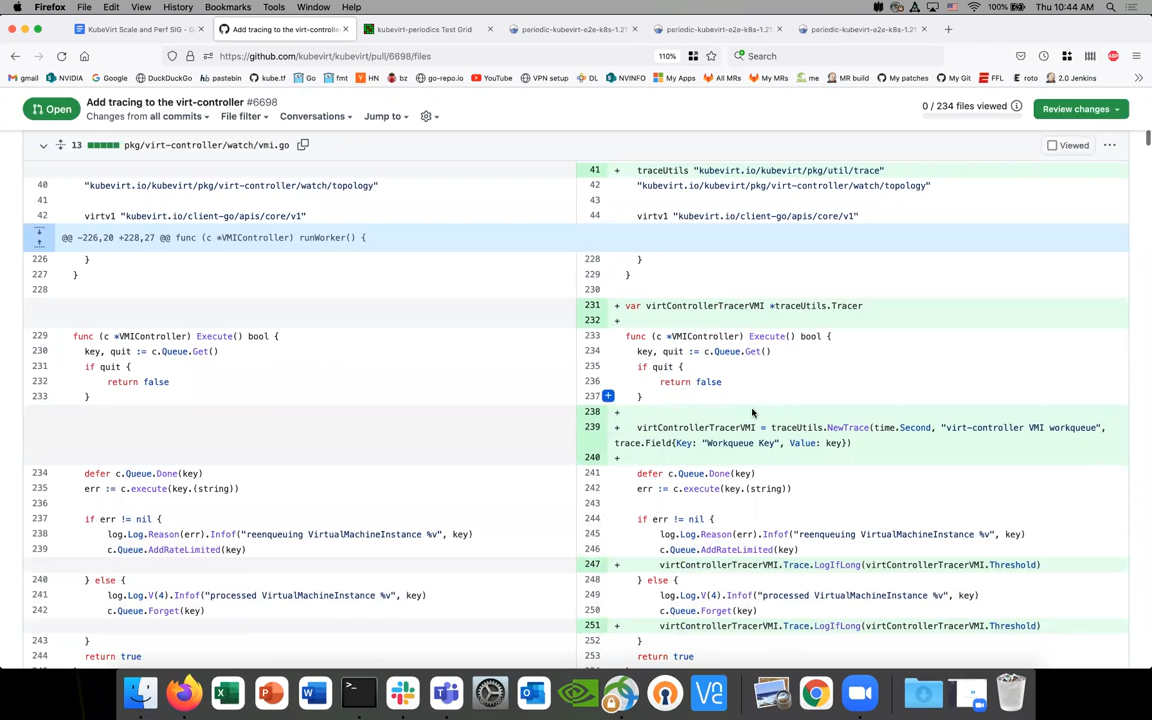 Firefox File Edit View History Bookmarks Tools Window Help 100% Thu 10:44 AM
KubeVirt Scale and Perf SIG - G
Add tracing to the virt-controller
kubevirt-periodics Test Grid
periodic-kubevirt-e2e-k8s-1.21
periodic-kubevirt-e2e-k8s-1.21
periodic-kubevirt-e2e-k8s-1.21
https://github.com/kubevirt/kubevirt/pull/6698/files 110% Search
gmail NVIDIA Google DuckDuckGo pastebin kube.tf Go fmt HN bz go-repo.io YouTube VPN setup DL NVINFO My Apps All MRs My MRs me MR build My patches My Git FFL roto 2.0 Jenkins
Open
Add tracing to the virt-controller #6698
Changes from all commits File filter Conversations Jump to
0 / 234 files viewed
Review changes
13 pkg/virt-controller/watch/vmi.go Viewed
41 + traceUtils "kubevirt.io/kubevirt/pkg/util/trace"
40 "kubevirt.io/kubevirt/pkg/virt-controller/watch/topology" 42 "kubevirt.io/kubevirt/pkg/virt-controller/watch/topology"
41 43
42 virtv1 "kubevirt.io/client-go/apis/core/v1" 44 virtv1 "kubevirt.io/client-go/apis/core/v1"
@@ -226,20 +228,27 @@ func (c *VMIController) runWorker() {
226 } 228 }
227 } 229 }
228 230
231 + var virtControllerTracerVMI *traceUtils.Tracer
232 +
229 func (c *VMIController) Execute() bool { 233 func (c *VMIController) Execute() bool {
230 key, quit := c.Queue.Get() 234 key, quit := c.Queue.Get()
231 if quit { 235 if quit {
232 return false 236 return false
233 } 237 + }
238 +
239 + virtControllerTracerVMI = traceUtils.NewTrace(time.Second, "virt-controller VMI workqueue",
trace.Field{Key: "Workqueue Key", Value: key})
240 +
234 defer c.Queue.Done(key) 241 defer c.Queue.Done(key)
235 err := c.execute(key.(string)) 242 err := c.execute(key.(string))
236 243
237 if err != nil { 244 if err != nil {
238 log.Log.Reason(err).Infof("reenqueuing VirtualMachineInstance %v", key) 245 log.Log.Reason(err).Infof("reenqueuing VirtualMachineInstance %v", key)
239 c.Queue.AddRateLimited(key) 246 c.Queue.AddRateLimited(key)
247 + virtControllerTracerVMI.Trace.LogIfLong(virtControllerTracerVMI.Threshold)
240 } else { 248 } else {
241 log.Log.V(4).Infof("processed VirtualMachineInstance %v", key) 249 log.Log.V(4).Infof("processed VirtualMachineInstance %v", key)
242 c.Queue.Forget(key) 250 c.Queue.Forget(key)
251 + virtControllerTracerVMI.Trace.LogIfLong(virtControllerTracerVMI.Threshold)
243 } 252 }
244 return true 253 return true